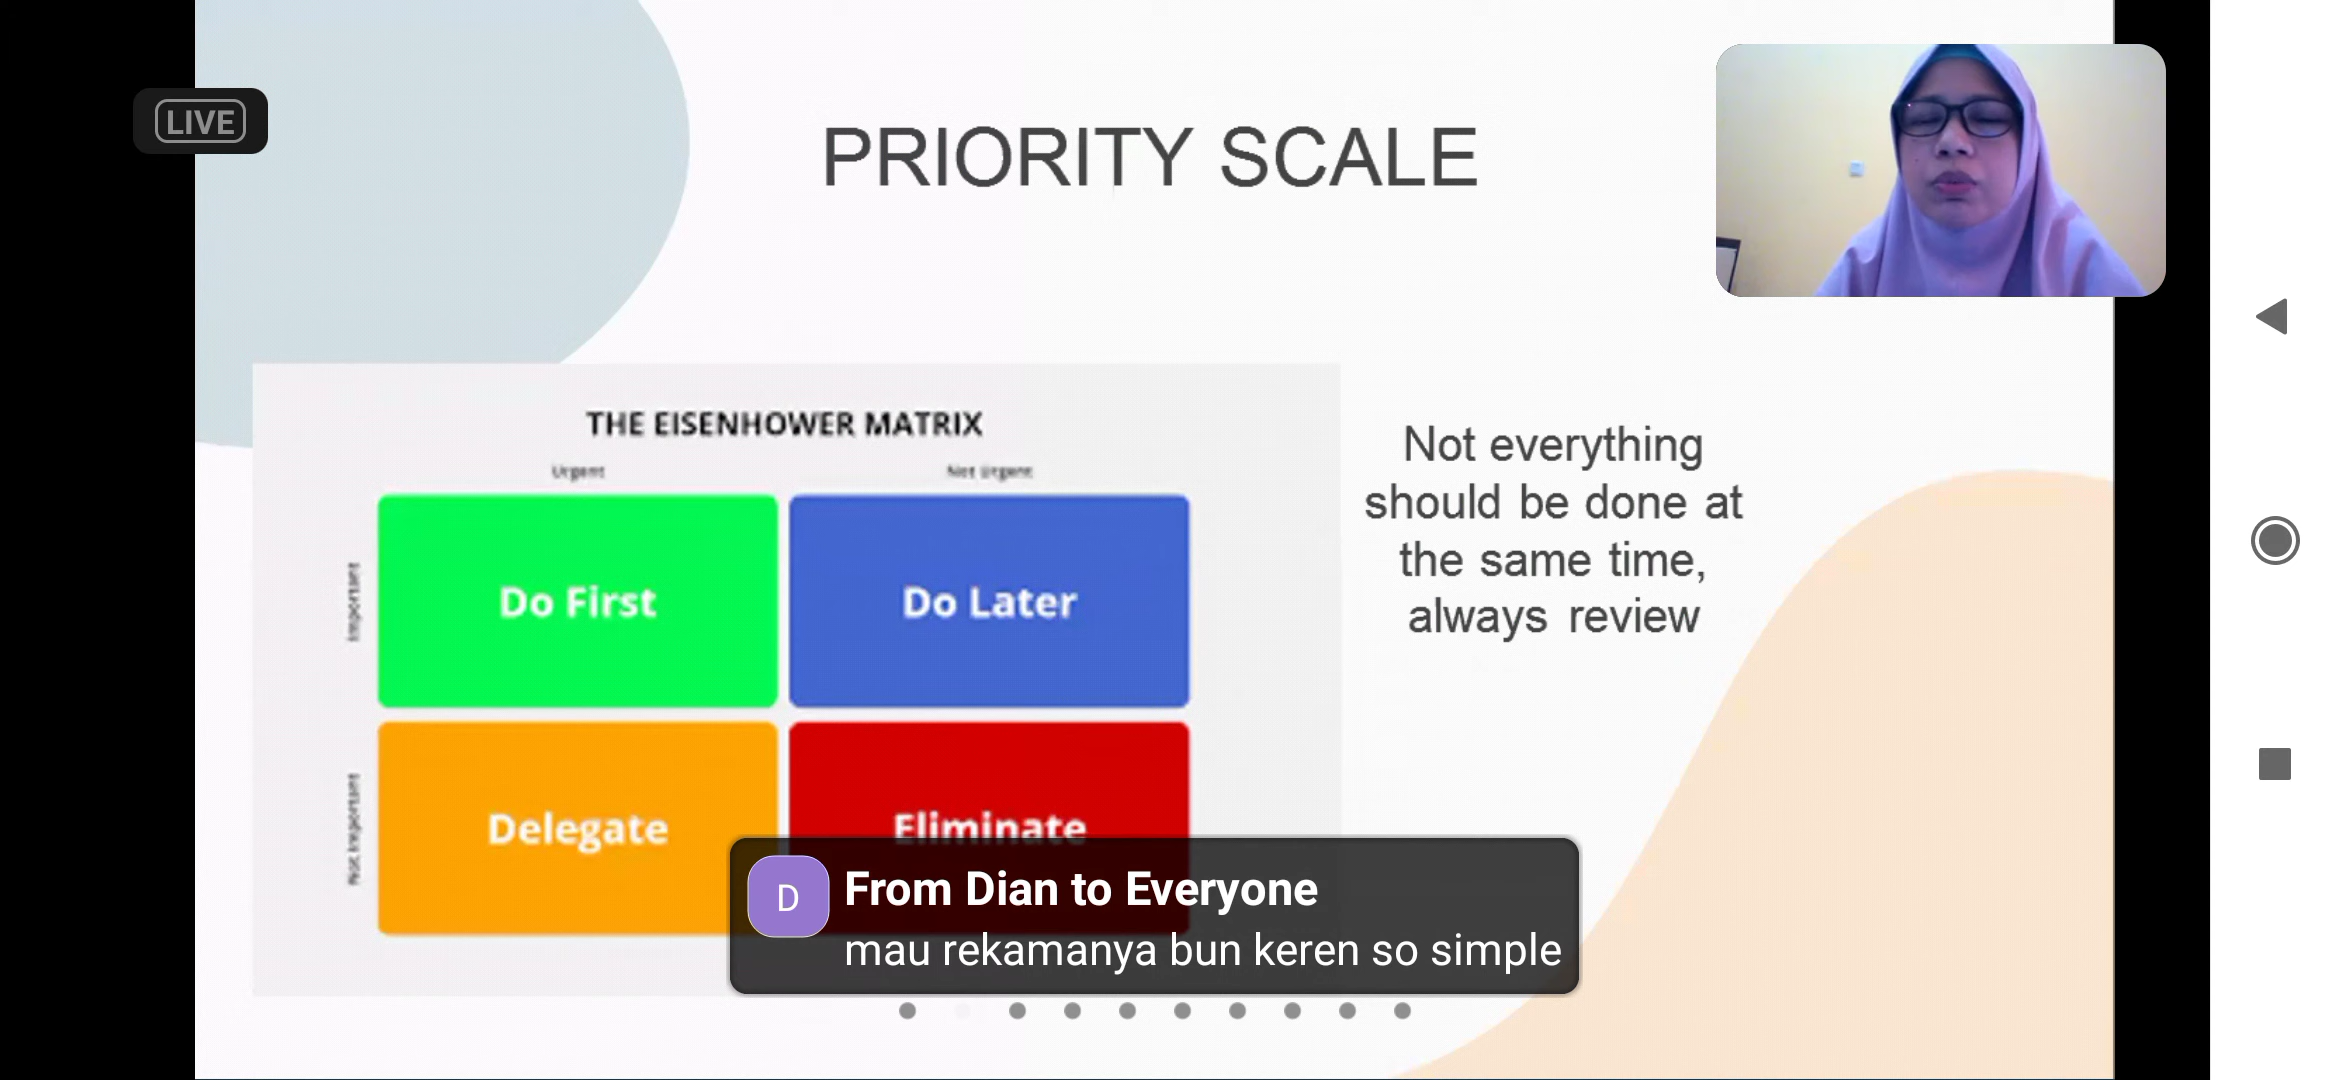 LIVE
PRIORITY SCALE
THE EISENHOWER MATRIX
Urgent
Not Urgent
Important
Do First
Do Later
Not everything
should be done at
the same time,
always review
Not Important
Delegate
Eliminate
D
From Dian to Everyone
mau rekamanya bun keren so simple